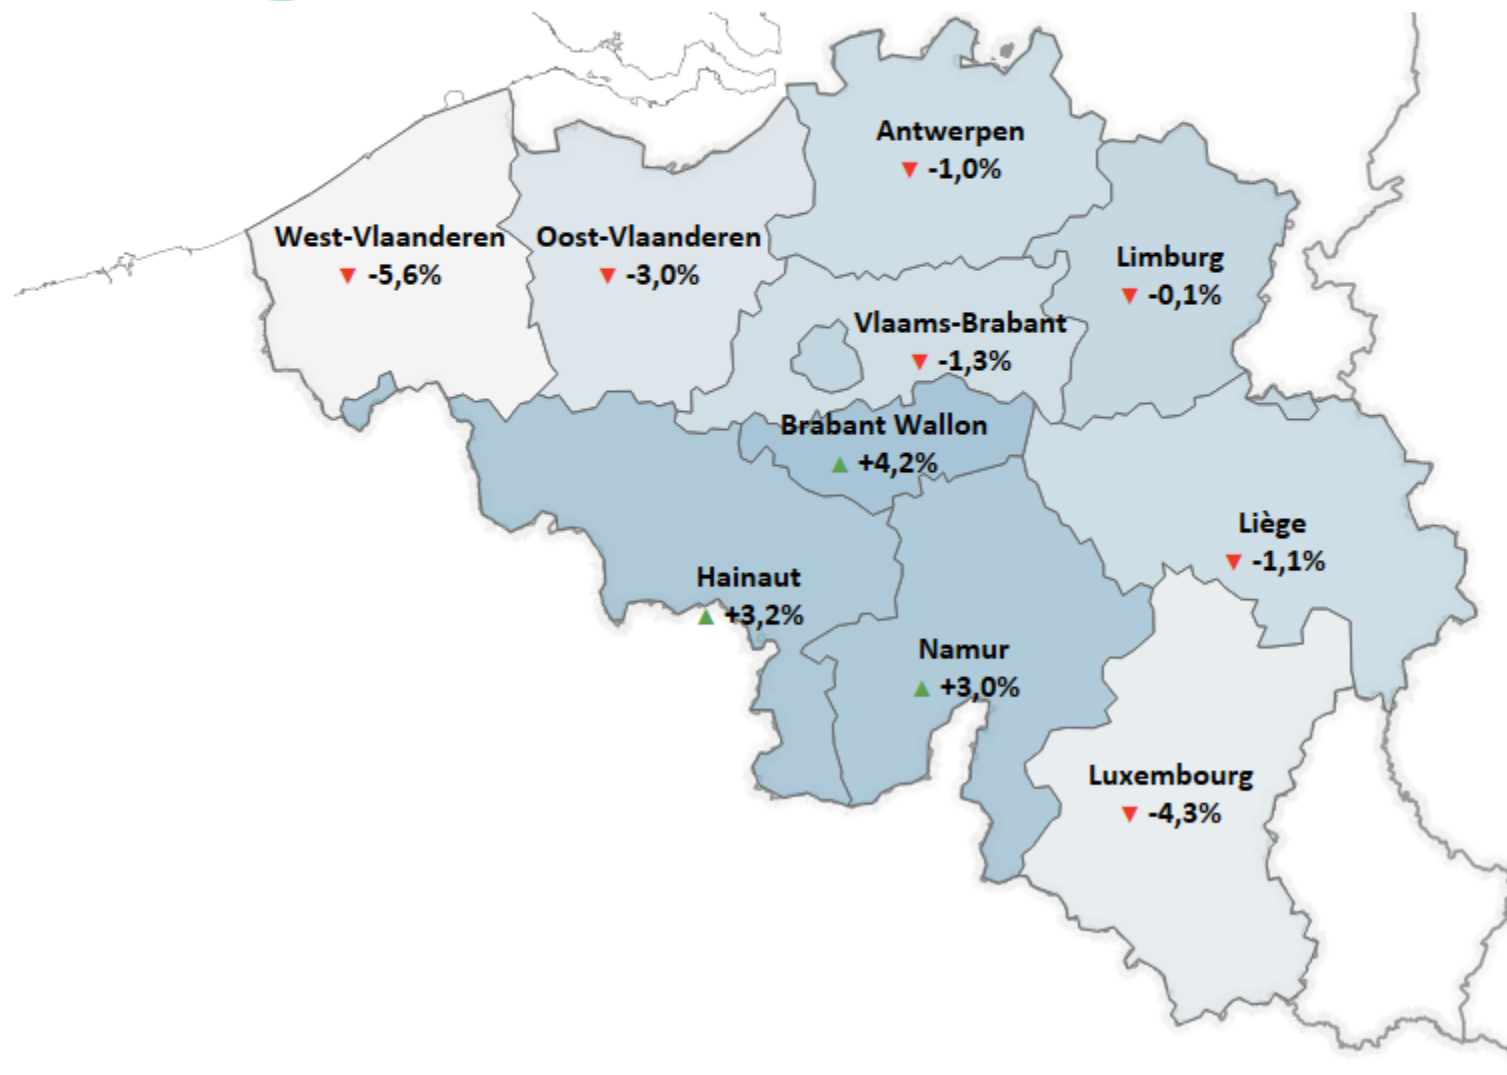 Antwerpen
▼ -1,0%
West-Vlaanderen
▼ -5,6%
Oost-Vlaanderen
▼ -3,0%
Limburg
▼ -0,1%
Vlaams-Brabant
▼ -1,3%
Brabant Wallon
▲ +4,2%
Liège
▼ -1,1%
Hainaut
▲ +3,2%
Namur
▲ +3,0%
Luxembourg
▼ -4,3%